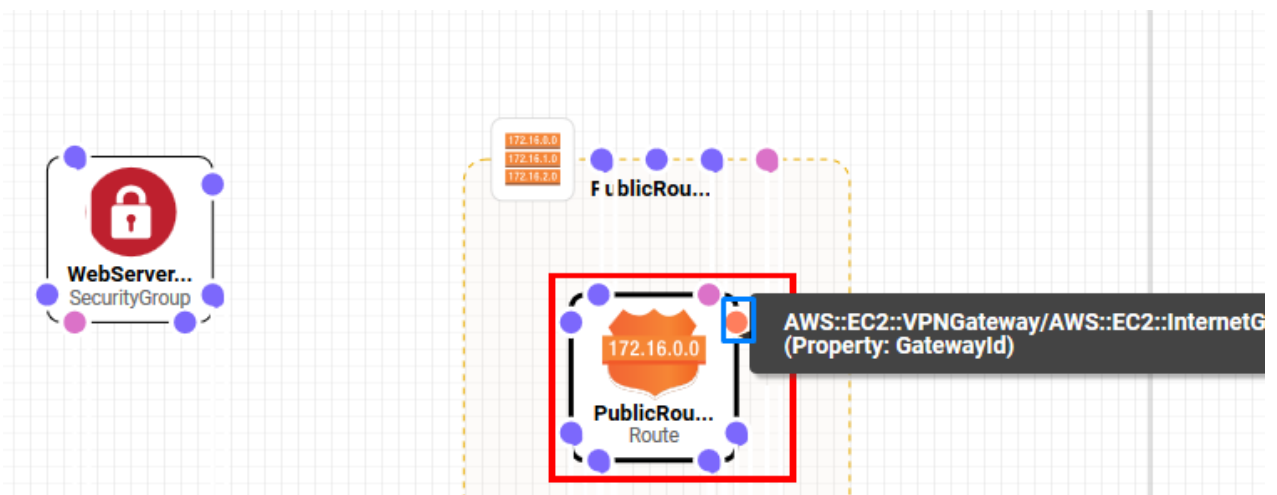 172.16.0.0
172.16.1.0
172.16.2.0
PublicRou...
WebServer...
SecurityGroup
AWS::EC2::VPNGateway/AWS::EC2::InternetG
(Property: GatewayId)
172.16.0.0
PublicRou...
Route